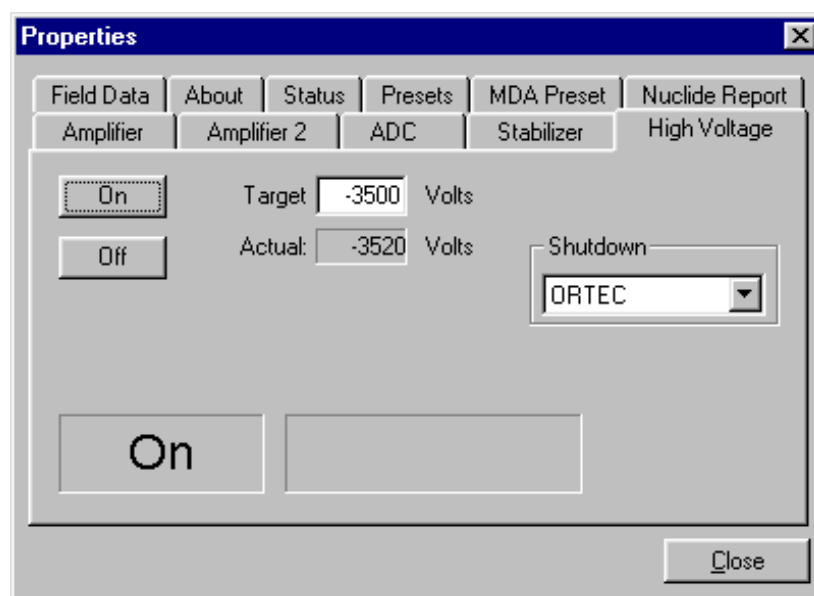 Properties
Field Data About Status Presets MDA Preset Nuclide Report
Amplifier Amplifier 2 ADC Stabilizer High Voltage
On Target -3500 Volts
Off Actual: -3520 Volts
Shutdown
ORTEC
On
Close